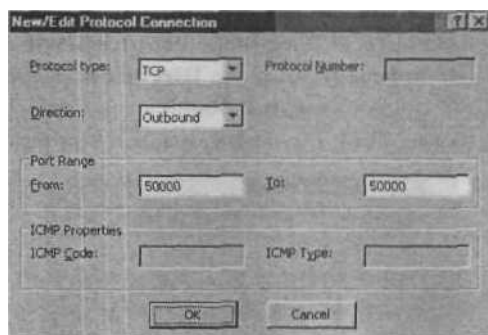 New/Edit Protocol Connection
Protocol type: TCP Protocol Number:
Direction: Outbound
Port Range
From: 50000 To: 50000
ICMP Properties
ICMP Code: ICMP Type:
OK Cancel